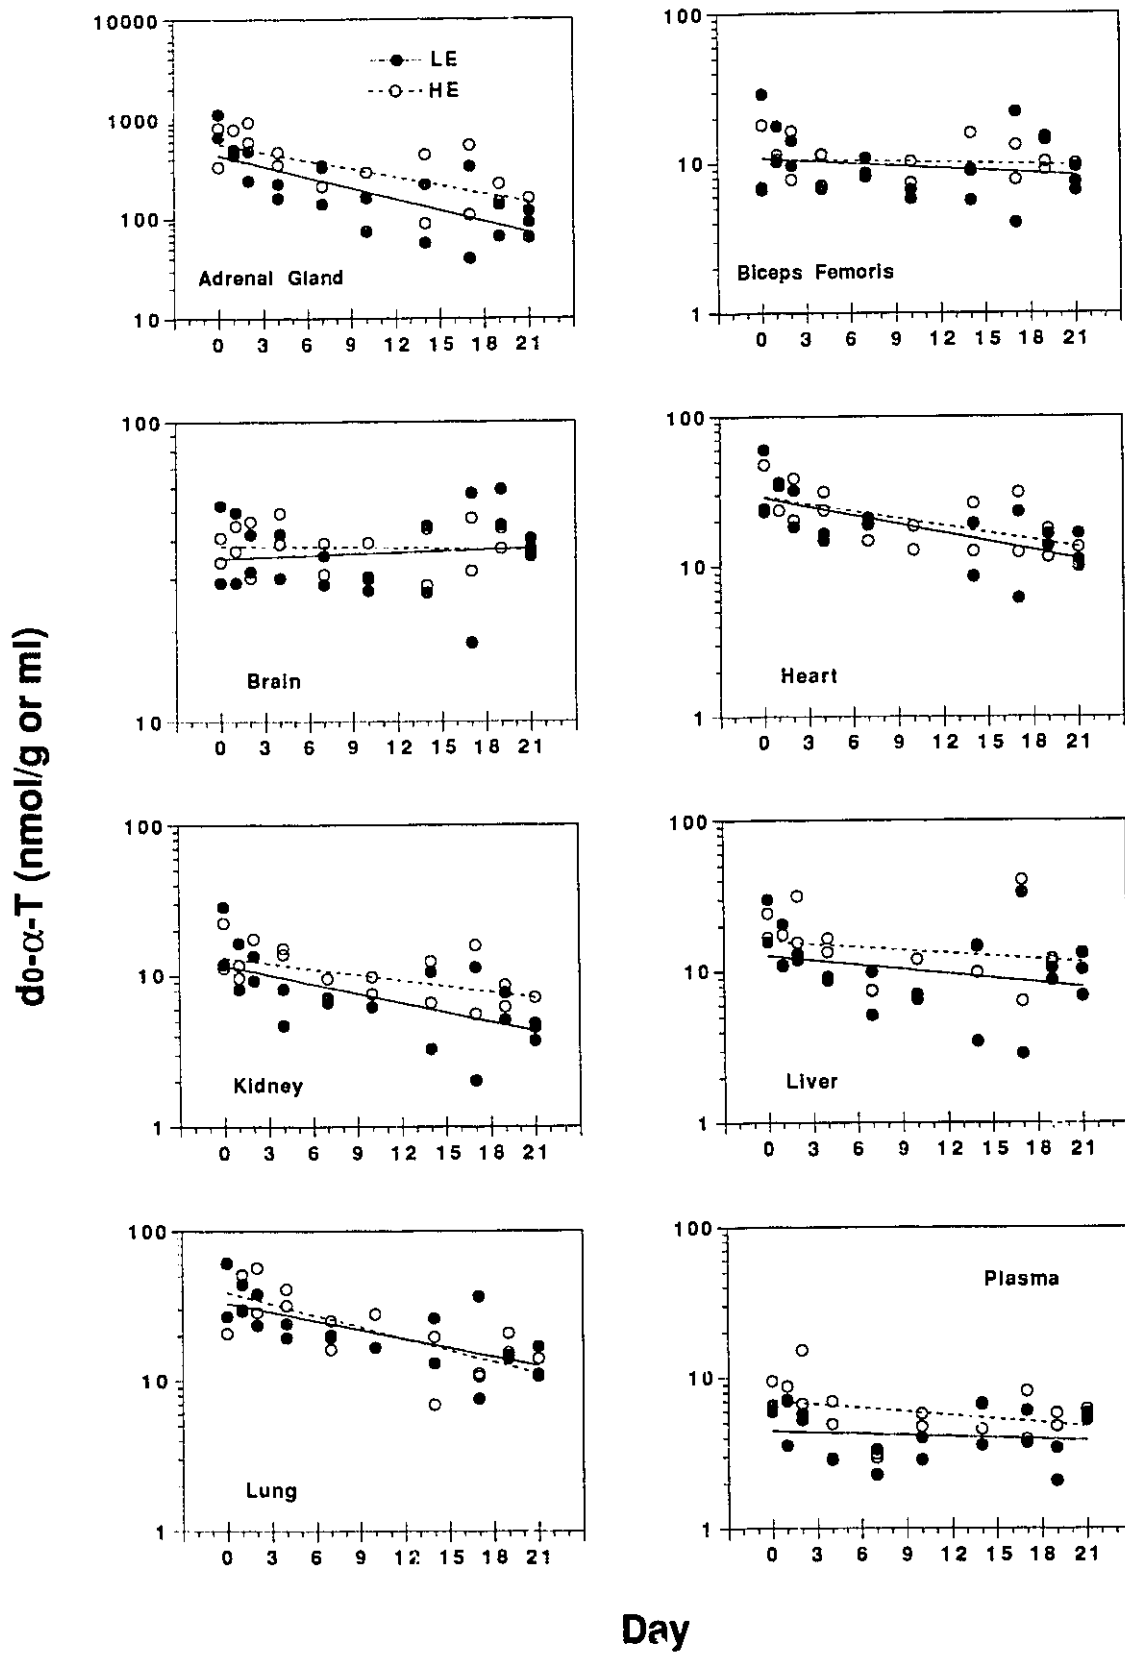 do-α-T (nmol/g or ml)
10000
1000
100
10
LE
HE
Adrenal Gland
0 3 6 9 12 15 18 21
100
10
1
Biceps Femoris
0 3 6 9 12 15 18 21
100
10
Brain
0 3 6 9 12 15 18 21
100
10
1
Heart
0 3 6 9 12 15 18 21
100
10
1
Kidney
0 3 6 9 12 15 18 21
100
10
1
Liver
0 3 6 9 12 15 18 21
100
10
1
Lung
0 3 6 9 12 15 18 21
100
10
1
Plasma
0 3 6 9 12 15 18 21
Day